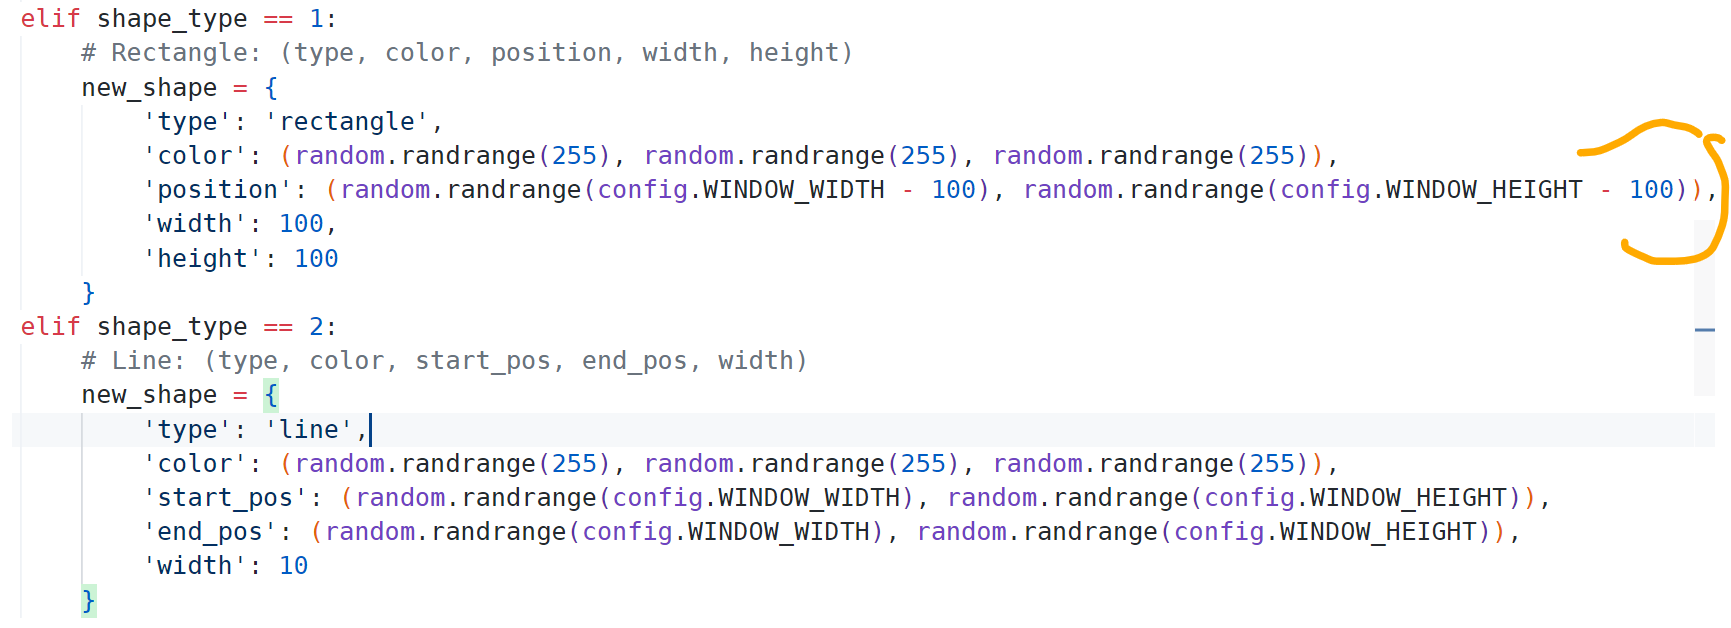 elif shape_type == 1:
# Rectangle: (type, color, position, width, height)
new_shape = {
'type': 'rectangle',
'color': (random.randrange(255), random.randrange(255), random.randrange(255)),
'position': (random.randrange(config.WINDOW_WIDTH - 100), random.randrange(config.WINDOW_HEIGHT - 100)),
'width': 100,
'height': 100
}
elif shape_type == 2:
# Line: (type, color, start_pos, end_pos, width)
new_shape = {
'type': 'line',
'color': (random.randrange(255), random.randrange(255), random.randrange(255)),
'start_pos': (random.randrange(config.WINDOW_WIDTH), random.randrange(config.WINDOW_HEIGHT)),
'end_pos': (random.randrange(config.WINDOW_WIDTH), random.randrange(config.WINDOW_HEIGHT)),
'width': 10
}